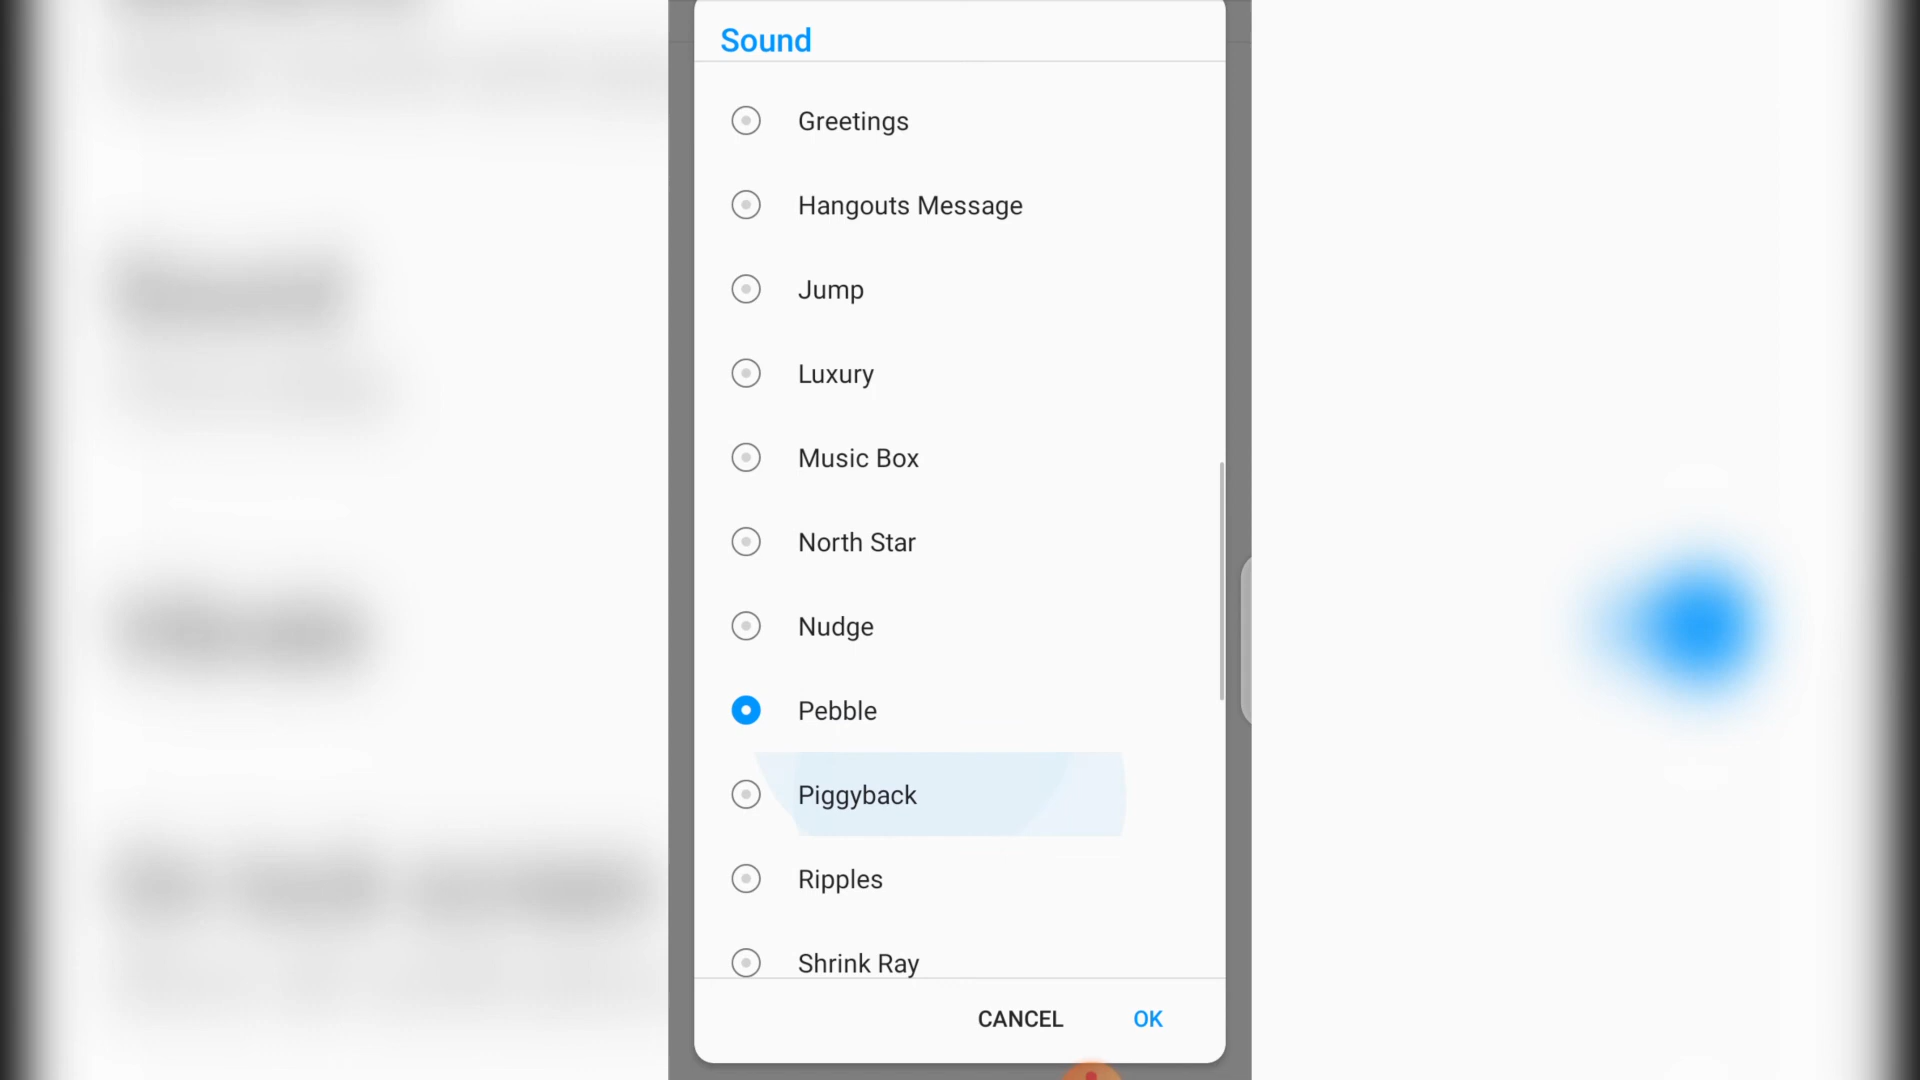 Sound
Greetings
Hangouts Message
Jump
Luxury
Music Box
North Star
Nudge
Pebble
Piggyback
Ripples
Shrink Ray
CANCEL
OK